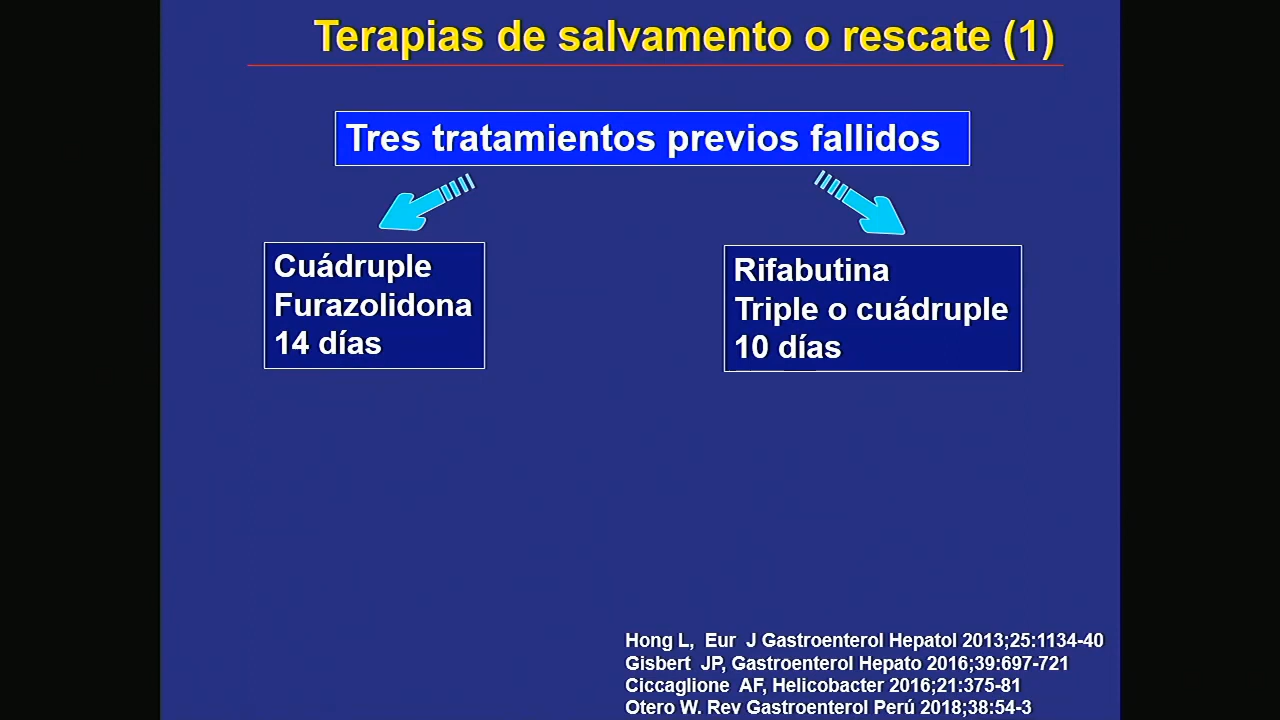 Terapias de salvamento o rescate (1)
Tres tratamientos previos fallidos
Cuádruple
Furazolidona
14 días
Rifabutina
Triple o cuádruple
10 días
Hong L, Eur J Gastroenterol Hepatol 2013;25:1134-40
Gisbert JP, Gastroenterol Hepato 2016;39:697-721
Ciccaglione AF, Helicobacter 2016;21:375-81
Otero W. Rev Gastroenterol Perú 2018;38:54-3